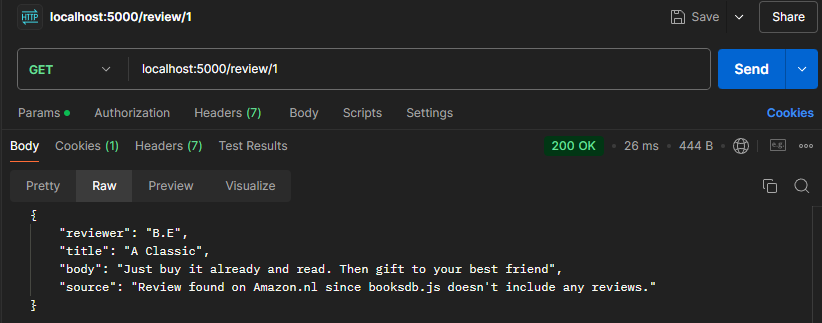 HTTP localhost:5000/review/1 Save Share
GET localhost:5000/review/1 Send
Params Authorization Headers (7) Body Scripts Settings Cookies
Body Cookies (1) Headers (7) Test Results 200 OK 26 ms 444 B e.g.
Pretty Raw Preview Visualize
{
"reviewer": "B.E",
"title": "A Classic",
"body": "Just buy it already and read. Then gift to your best friend",
"source": "Review found on Amazon.nl since booksdb.js doesn't include any reviews."
}